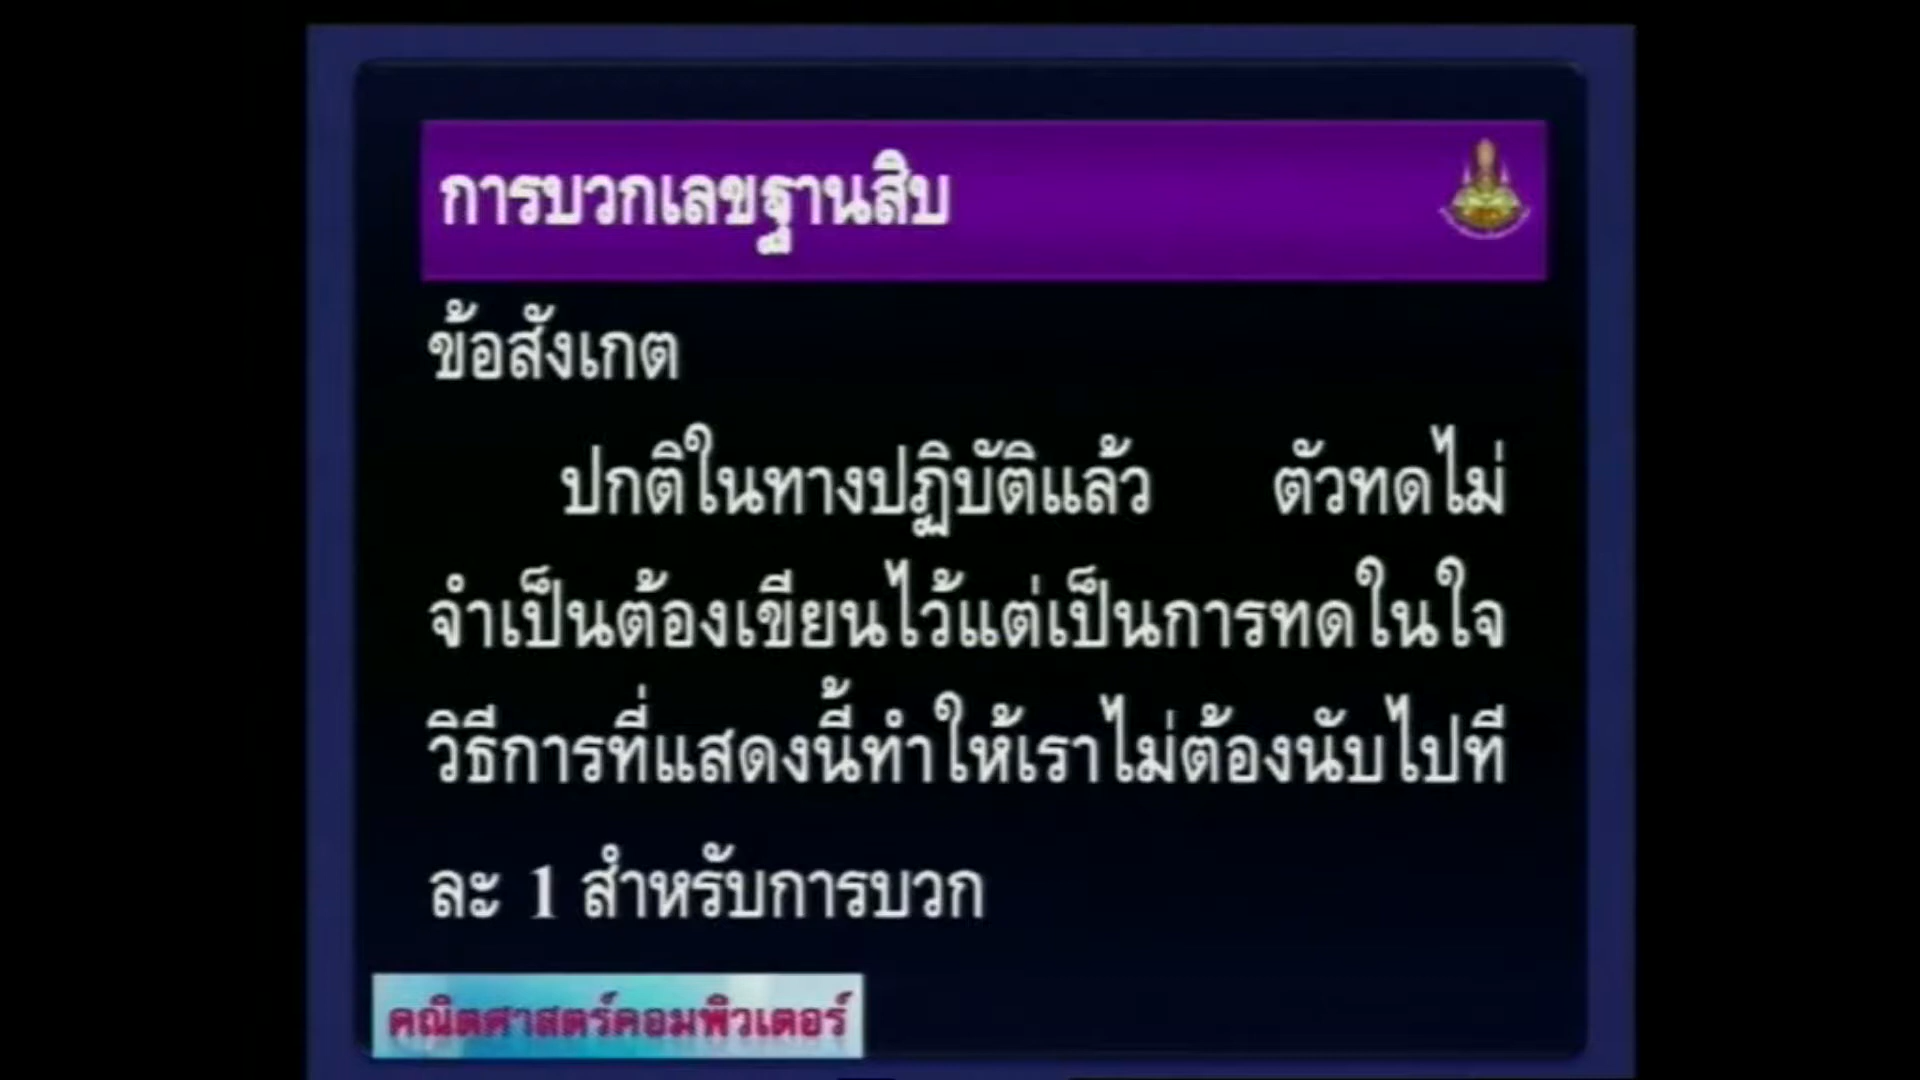 การบวกเลขฐานสิบ
ข้อสังเกต
ปกติในทางปฏิบัติแล้ว ตัวทดไม่
จำเป็นต้องเขียนไว้แต่เป็นการทดในใจ
วิธีการที่แสดงนี้ทำให้เราไม่ต้องนับไปที
ละ 1 สำหรับการบวก
คณิตศาสตร์คอมพิวเตอร์